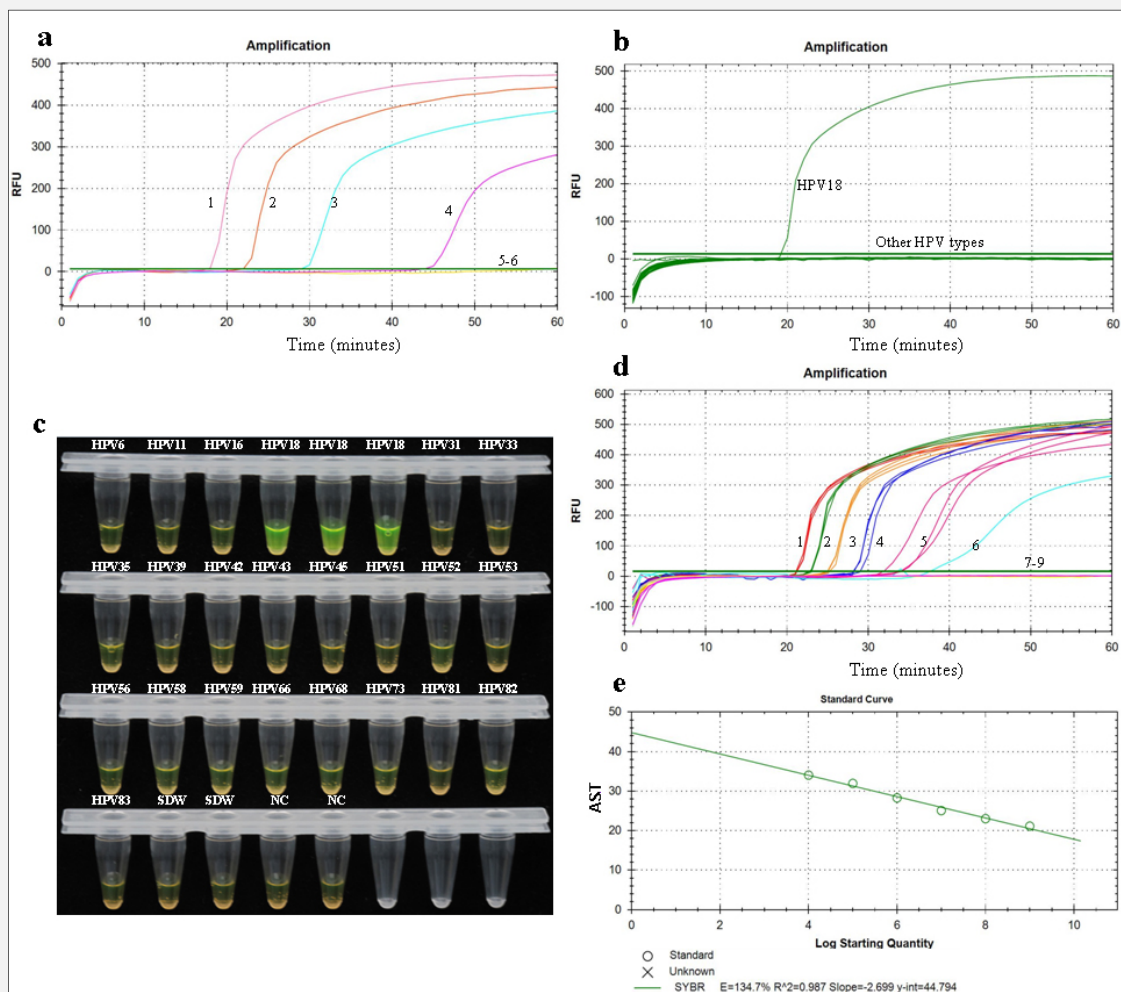 a
Amplification
500
400
300
200
100
0
RFU
1
2
3
4
5-6
0
10
20
30
40
50
60
Time (minutes)
b
Amplification
500
400
300
200
100
0
-100
RFU
HPV18
Other HPV types
0
10
20
30
40
50
60
Time (minutes)
c
HPV6 HPV11 HPV16 HPV18 HPV18 HPV18 HPV31 HPV33
HPV35 HPV39 HPV42 HPV43 HPV45 HPV51 HPV52 HPV53
HPV56 HPV58 HPV59 HPV66 HPV68 HPV73 HPV81 HPV82
HPV83 SDW SDW NC NC
d
Amplification
600
500
400
300
200
100
0
-100
RFU
1
2
3
4
5
6
7-9
0
10
20
30
40
50
60
Time (minutes)
e
Standard Curve
50
40
30
20
10
0
AST
0
2
4
6
8
10
Log Starting Quantity
Standard
Unknown
SYBR E=134.7% R^2=0.987 Slope=-2.699 y-int=44.794